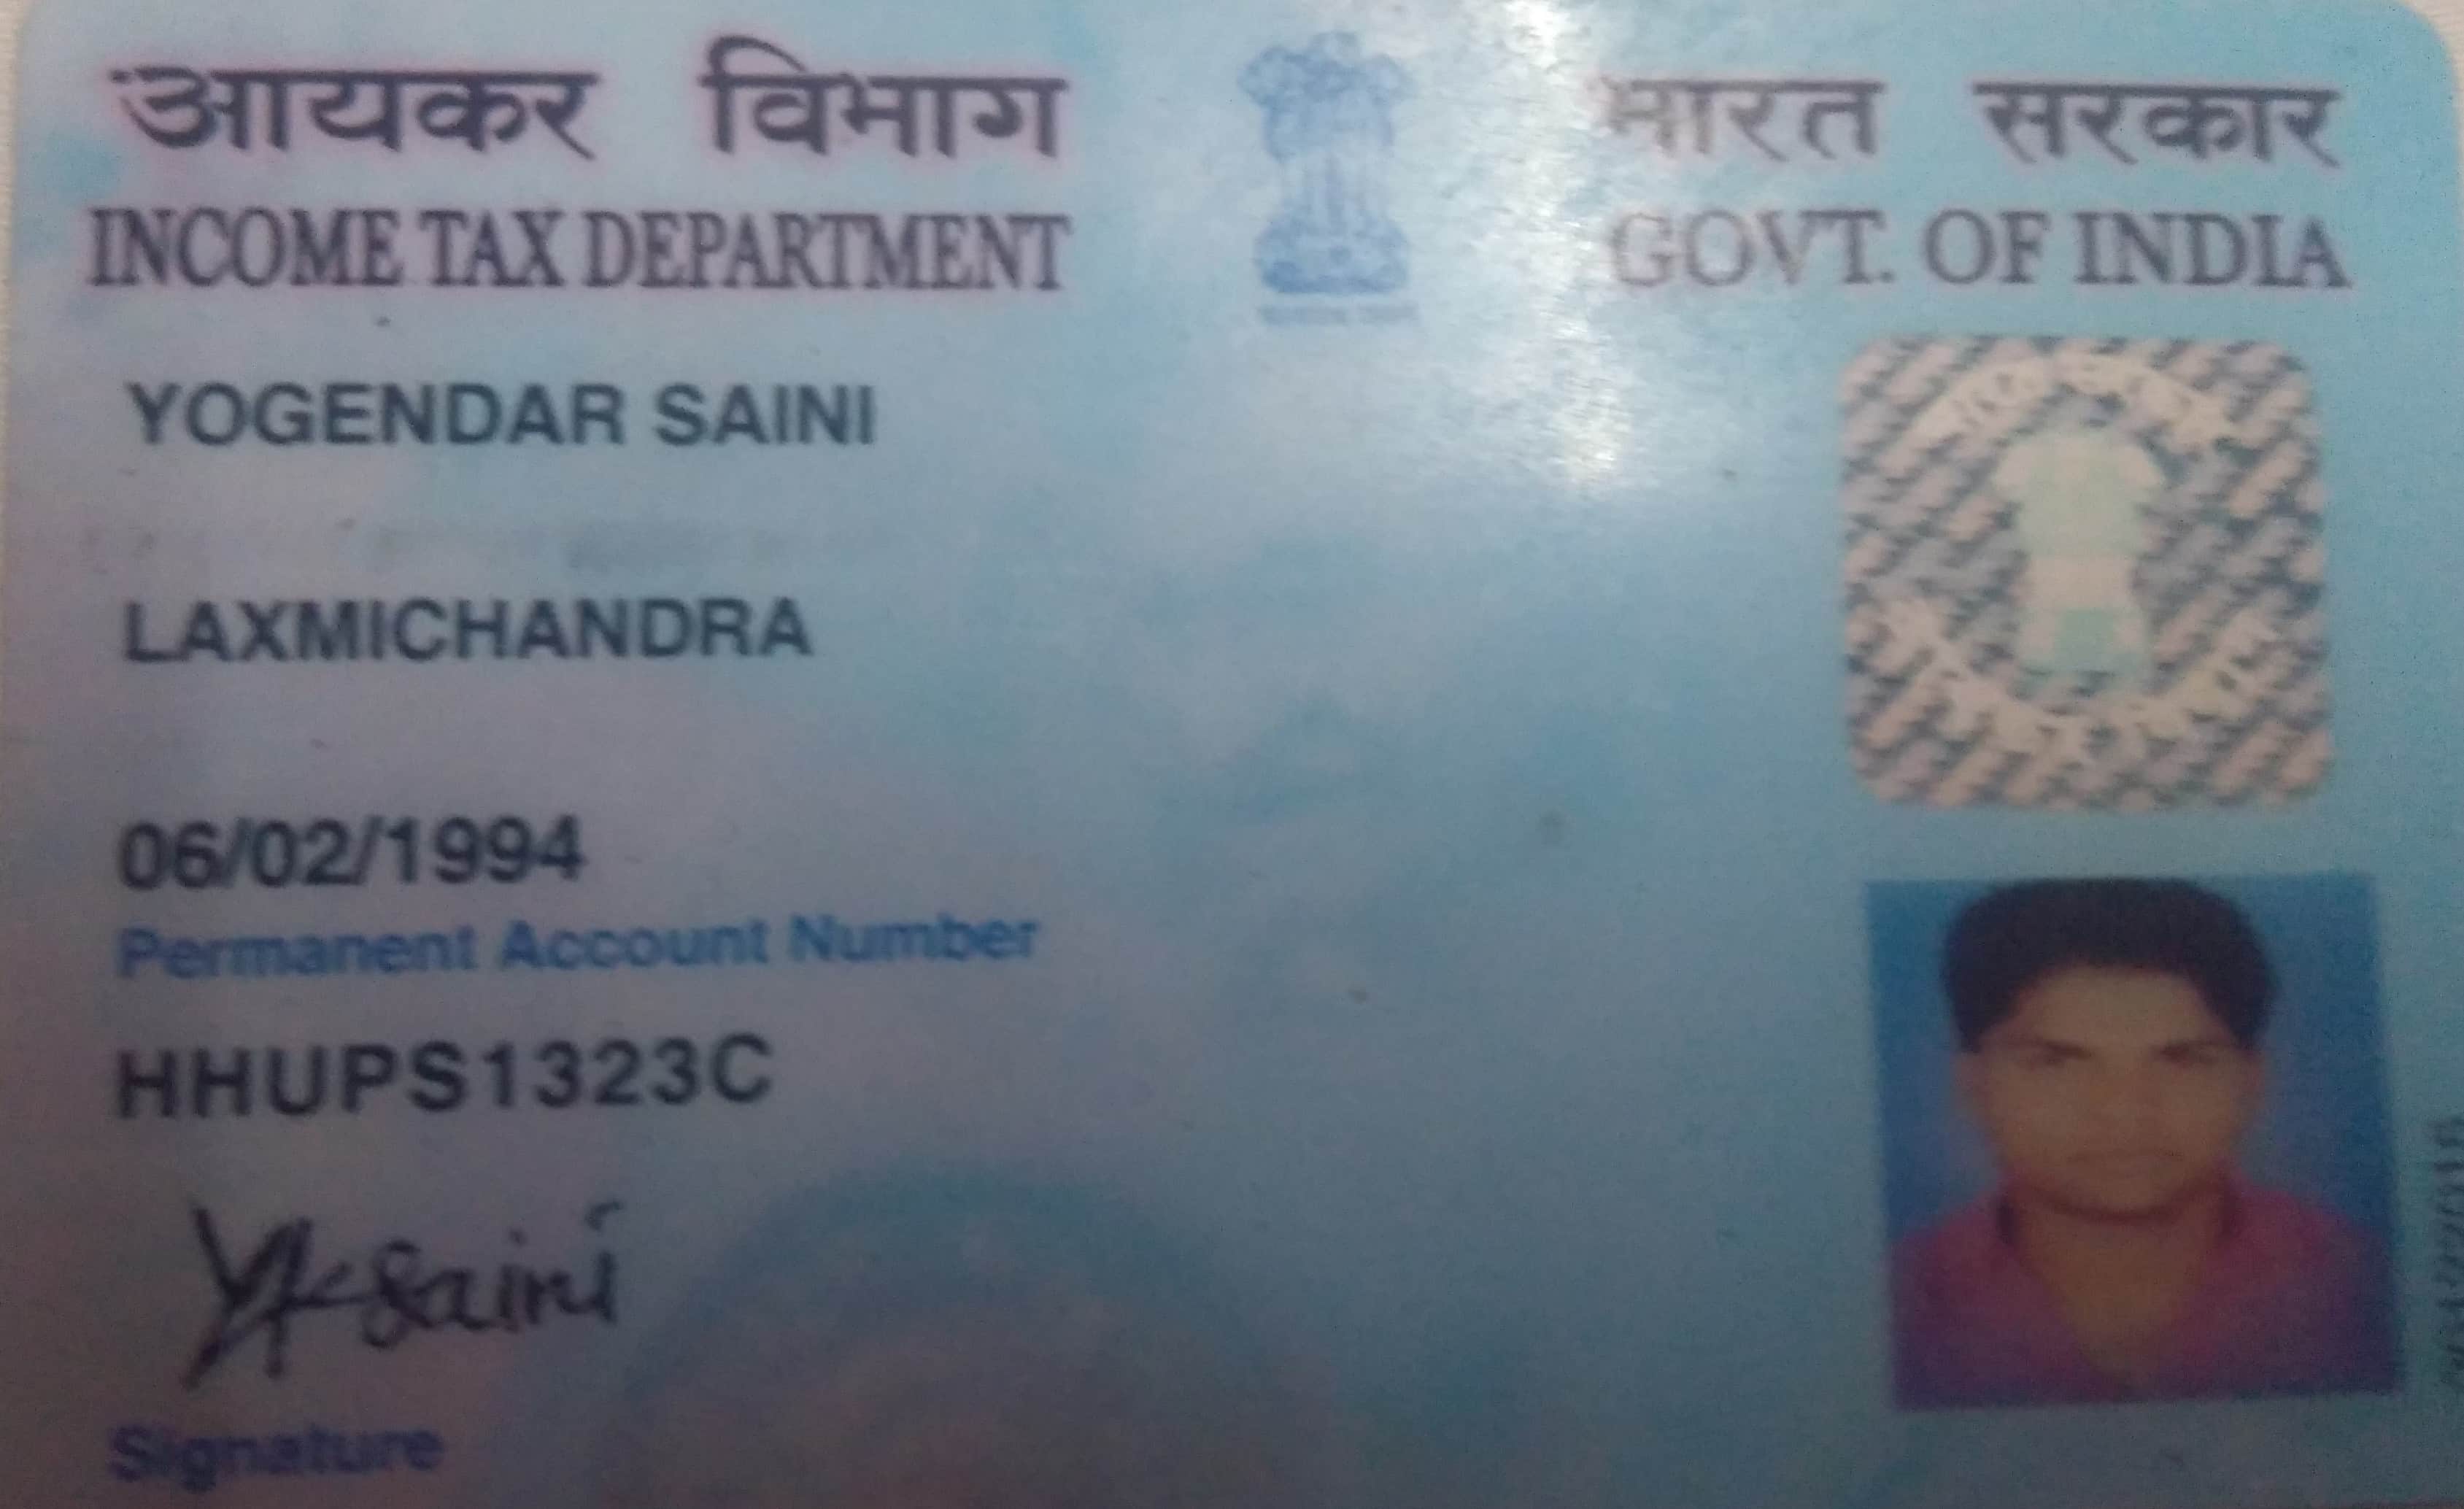 आयकर विभाग
INCOME TAX DEPARTMENT
भारत सरकार
GOVT. OF INDIA
YOGENDAR SAINI
LAXMICHANDRA
06/02/1994
Permanent Account Number
HHUPS1323C
Yk saini
Signature